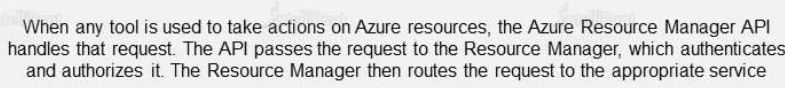 When any tool is used to take actions on Azure resources, the Azure Resource Manager API
handles that request. The API passes the request to the Resource Manager, which authenticates
and authorizes it. The Resource Manager then routes the request to the appropriate service